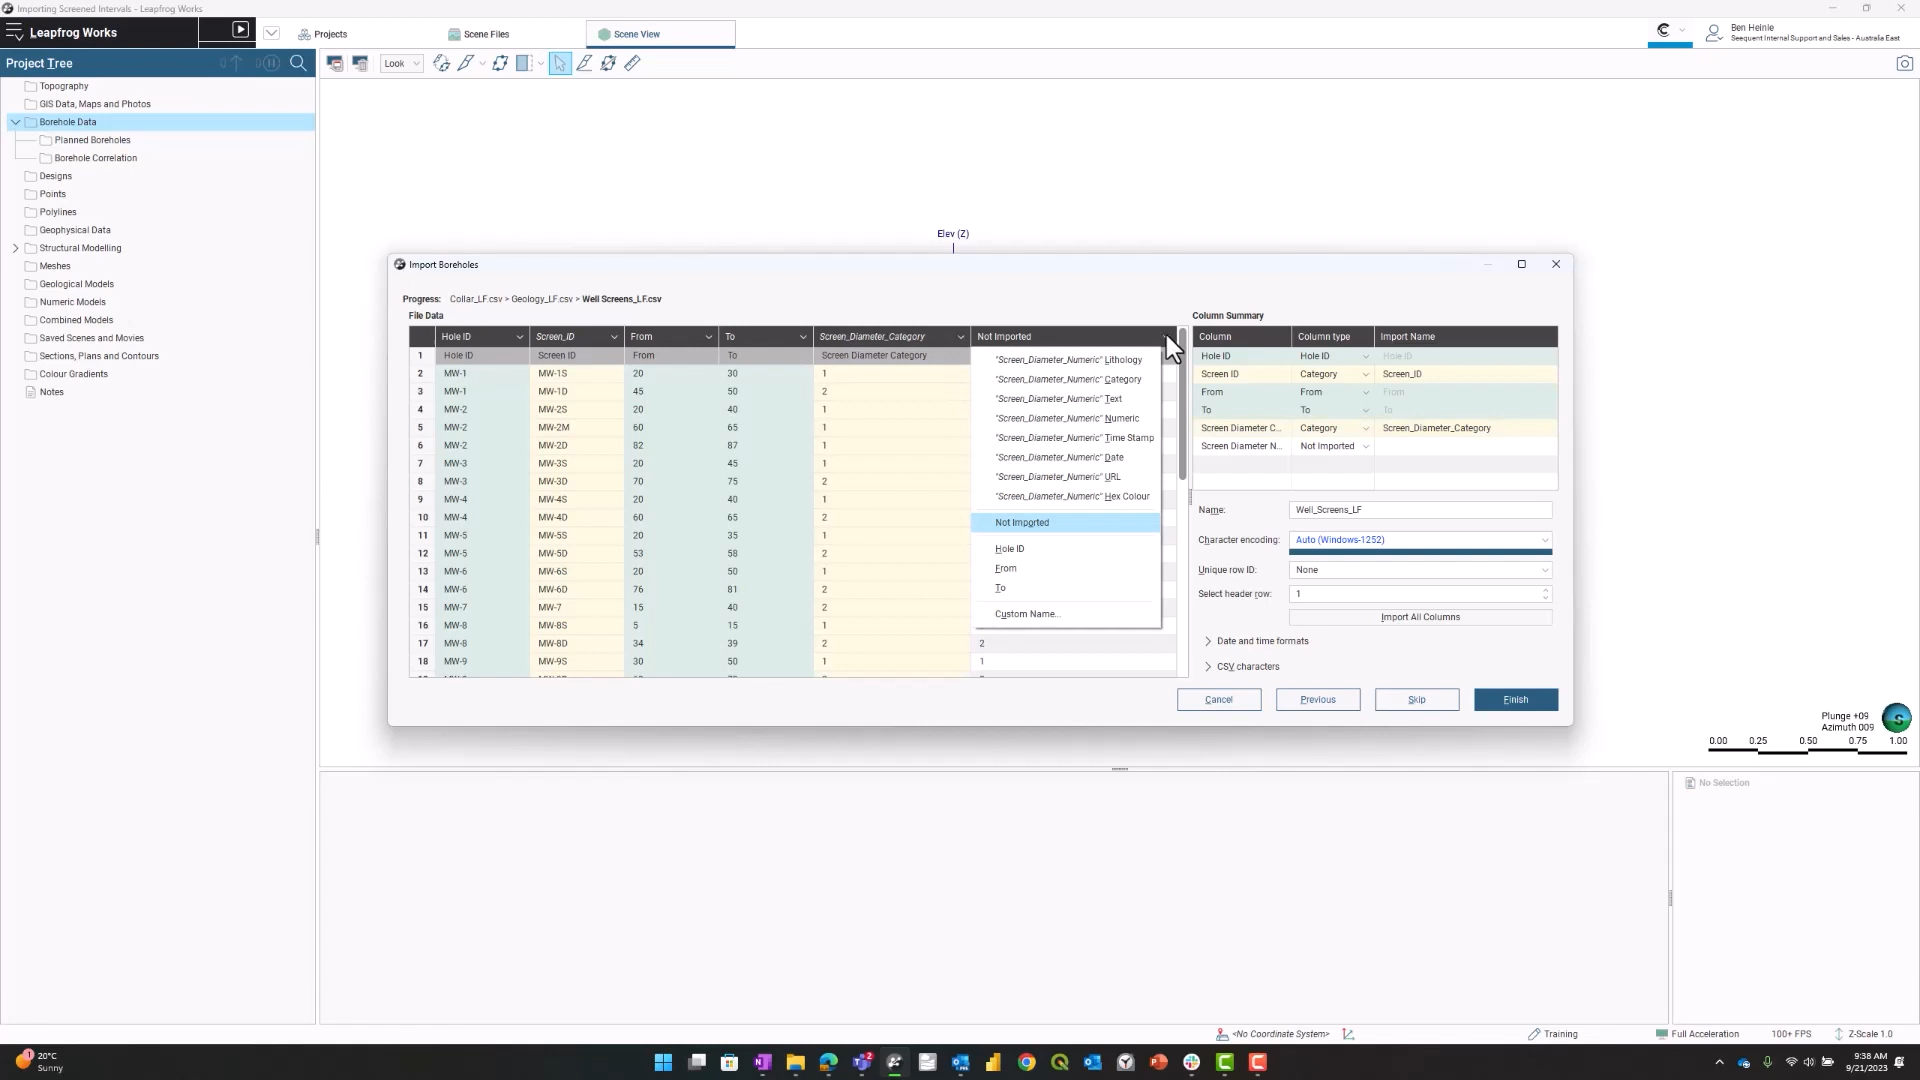 Importing Screened Intervals - Leapfrog Works
Leapfrog Works
Projects
Scene Files
Scene View
Ben Heinle
Seequent Internal Support and Sales - Australia East
Project Tree
Look
Topography
GIS Data, Maps and Photos
Borehole Data
Planned Boreholes
Borehole Correlation
Designs
Points
Polylines
Geophysical Data
Structural Modelling
Meshes
Geological Models
Numeric Models
Combined Models
Saved Scenes and Movies
Sections, Plans and Contours
Colour Gradients
Notes
Elev (Z)
Import Boreholes
Progress: Collar_LF.csv > Geology_LF.csv > Well Screens_LF.csv
File Data
Hole ID Screen_ID From To Screen_Diameter_Category Not Imported
1 Hole ID Screen ID From To Screen Diameter Category
2 MW-1 MW-1S 20 30 1
3 MW-1 MW-1D 45 50 2
4 MW-2 MW-2S 20 40 1
5 MW-2 MW-2M 60 65 1
6 MW-2 MW-2D 82 87 1
7 MW-3 MW-3S 20 45 1
8 MW-3 MW-3D 70 75 2
9 MW-4 MW-4S 20 40 1
10 MW-4 MW-4D 60 65 2
11 MW-5 MW-5S 20 35 1
12 MW-5 MW-5D 53 58 2
13 MW-6 MW-6S 20 50 1
14 MW-6 MW-6D 76 81 2
15 MW-7 MW-7 15 40 2
16 MW-8 MW-8S 5 15 1
17 MW-8 MW-8D 34 39 2 2
18 MW-9 MW-9S 30 50 1 1
"Screen_Diameter_Numeric" Lithology
"Screen_Diameter_Numeric" Category
"Screen_Diameter_Numeric" Text
"Screen_Diameter_Numeric" Numeric
"Screen_Diameter_Numeric" Time Stamp
"Screen_Diameter_Numeric" Date
"Screen_Diameter_Numeric" URL
"Screen_Diameter_Numeric" Hex Colour
Not Imported
Hole ID
From
To
Custom Name...
Column Summary
Column Column type Import Name
Hole ID Hole ID Hole ID
Screen ID Category Screen_ID
From From From
To To To
Screen Diameter C... Category Screen_Diameter_Category
Screen Diameter N... Not Imported
Name: Well_Screens_LF
Character encoding: Auto (Windows-1252)
Unique row ID: None
Select header row: 1
Import All Columns
Date and time formats
CSV characters
Cancel
Previous
Skip
Finish
Plunge +09
Azimuth 009
0.00 0.25 0.50 0.75 1.00
No Selection
<No Coordinate System>
Training
Full Acceleration
100+ FPS
Z-Scale 1.0
1
20°C
Sunny
2
9:38 AM
9/21/2023